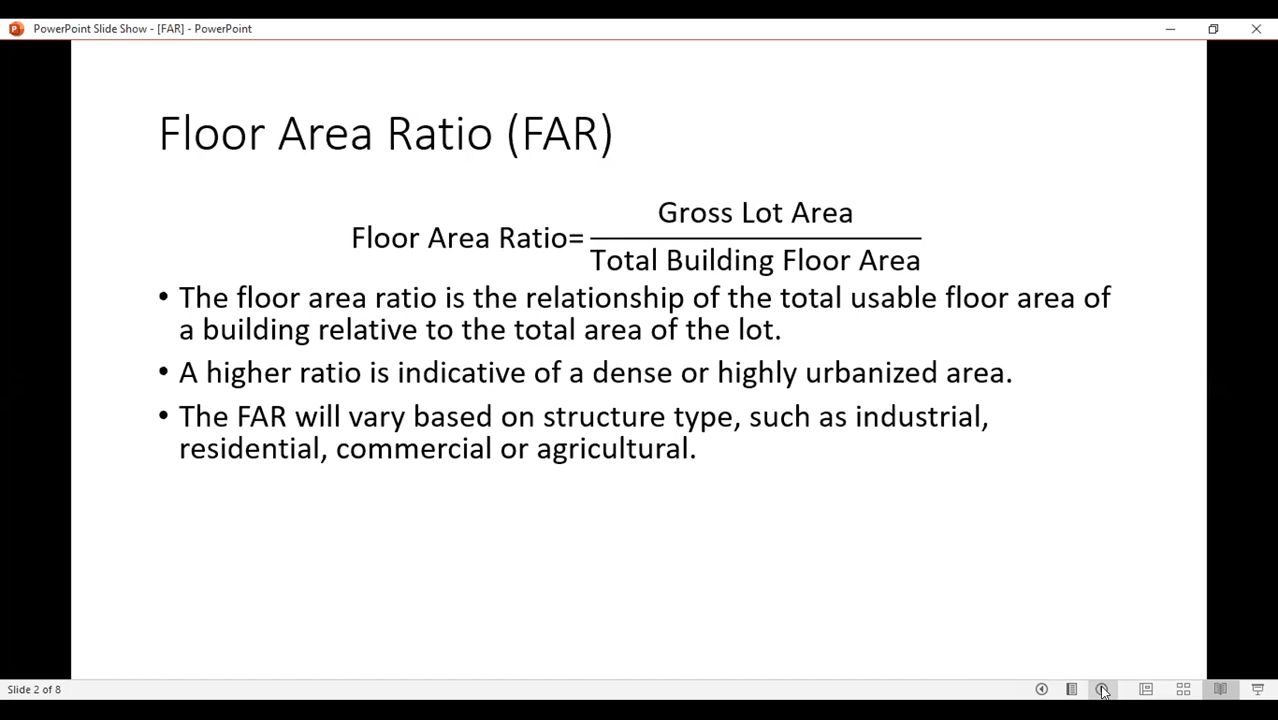 PowerPoint Slide Show - [FAR] - PowerPoint
Floor Area Ratio (FAR)
Gross Lot Area
Floor Area Ratio=
Total Building Floor Area
• The floor area ratio is the relationship of the total usable floor area of
a building relative to the total area of the lot.
• A higher ratio is indicative of a dense or highly urbanized area.
• The FAR will vary based on structure type, such as industrial,
residential, commercial or agricultural.
Slide 2 of 8